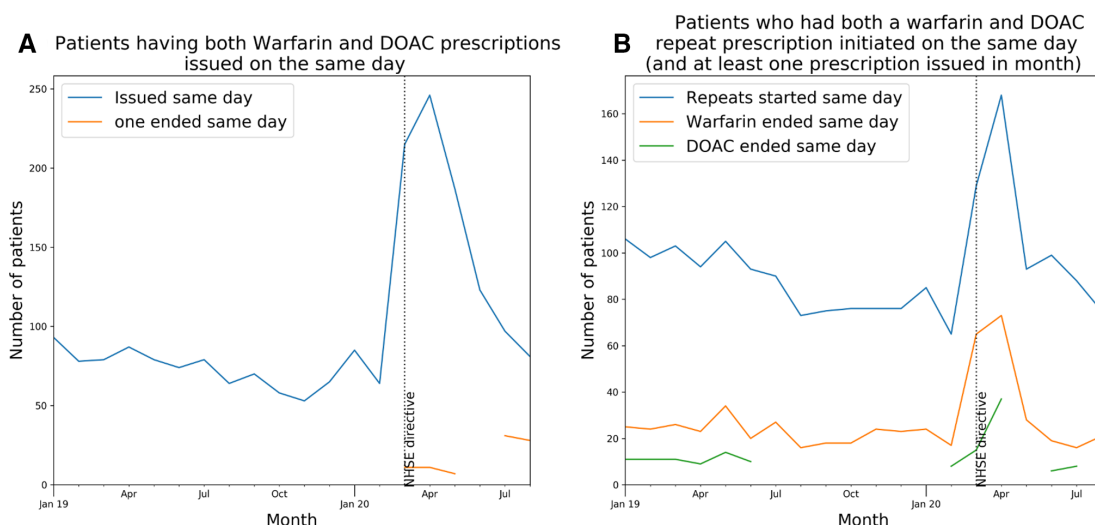 A
Patients having both Warfarin and DOAC prescriptions
issued on the same day
Issued same day
one ended same day
Number of patients
250
200
150
100
50
0
NHSE directive
Jan 19
Apr
Jul
Oct
Jan 20
Apr
Jul
Month
B
Patients who had both a warfarin and DOAC
repeat prescription initiated on the same day
(and at least one prescription issued in month)
Repeats started same day
Warfarin ended same day
DOAC ended same day
Number of patients
160
140
120
100
80
60
40
20
0
NHSE directive
Jan 19
Apr
Jul
Oct
Jan 20
Apr
Jul
Month